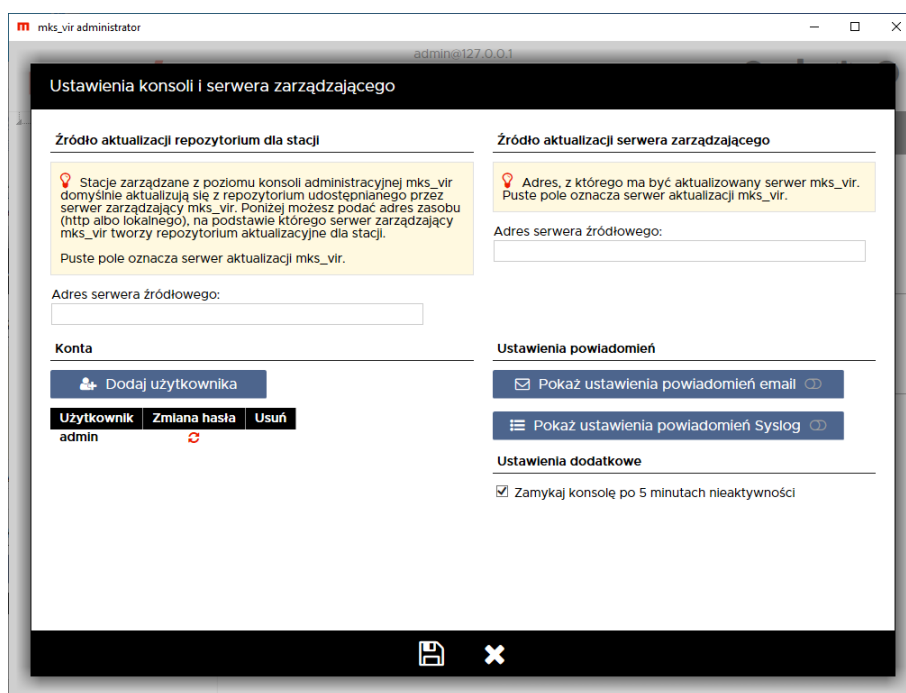 mks_vir administrator
admin@127.0.0.1
Ustawienia konsoli i serwera zarządzającego
Źródło aktualizacji repozytorium dla stacji
Stacje zarządzane z poziomu konsoli administracyjnej mks_vir
domyślnie aktualizują się z repozytorium udostępnianego przez
serwer zarządzający mks_vir. Poniżej możesz podać adres zasobu
(http albo lokalnego), na podstawie którego serwer zarządzający
mks_vir tworzy repozytorium aktualizacyjne dla stacji.
Puste pole oznacza serwer aktualizacji mks_vir.
Adres serwera źródłowego:
Źródło aktualizacji serwera zarządzającego
Adres, z którego ma być aktualizowany serwer mks_vir.
Puste pole oznacza serwer aktualizacji mks_vir.
Adres serwera źródłowego:
Konta
Dodaj użytkownika
Użytkownik Zmiana hasła Usuń
admin
Ustawienia powiadomień
Pokaż ustawienia powiadomień email
Pokaż ustawienia powiadomień Syslog
Ustawienia dodatkowe
Zamykaj konsolę po 5 minutach nieaktywności